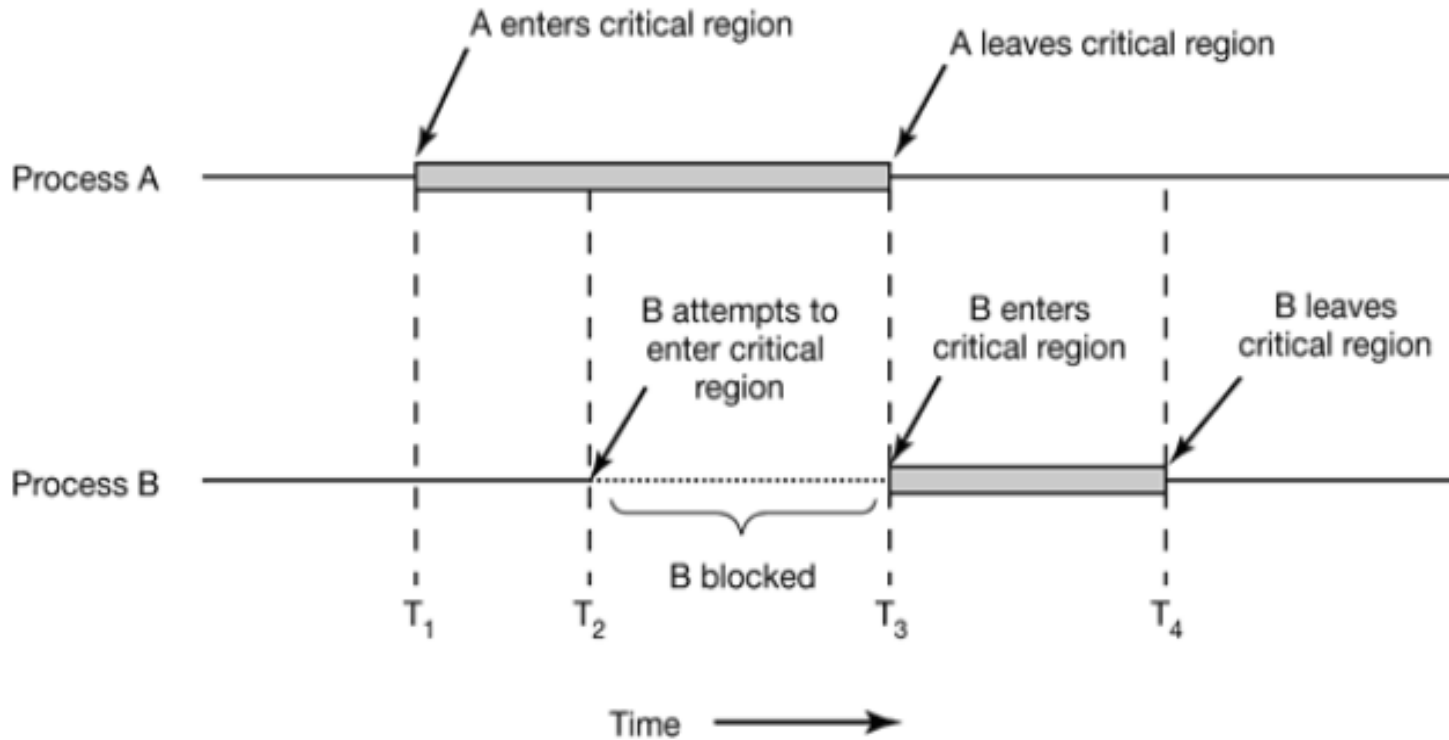 A enters critical region
A leaves critical region
Process A
B attempts to
enter critical
region
B enters
critical region
B leaves
critical region
Process B
B blocked
T₁
T₂
T₃
T₄
Time